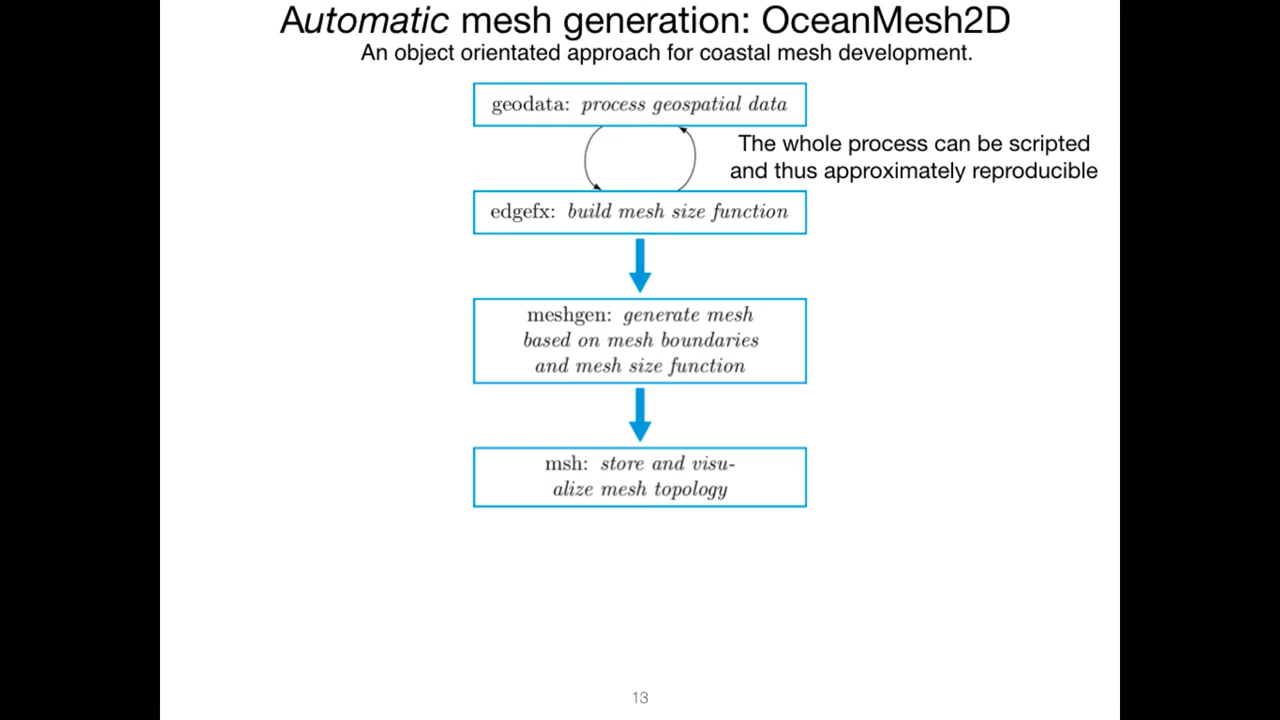 Automatic mesh generation: OceanMesh2D
An object orientated approach for coastal mesh development.
geodata: process geospatial data
The whole process can be scripted
and thus approximately reproducible
edgefx: build mesh size function
meshgen: generate mesh
based on mesh boundaries
and mesh size function
msh: store and visu-
alize mesh topology
13